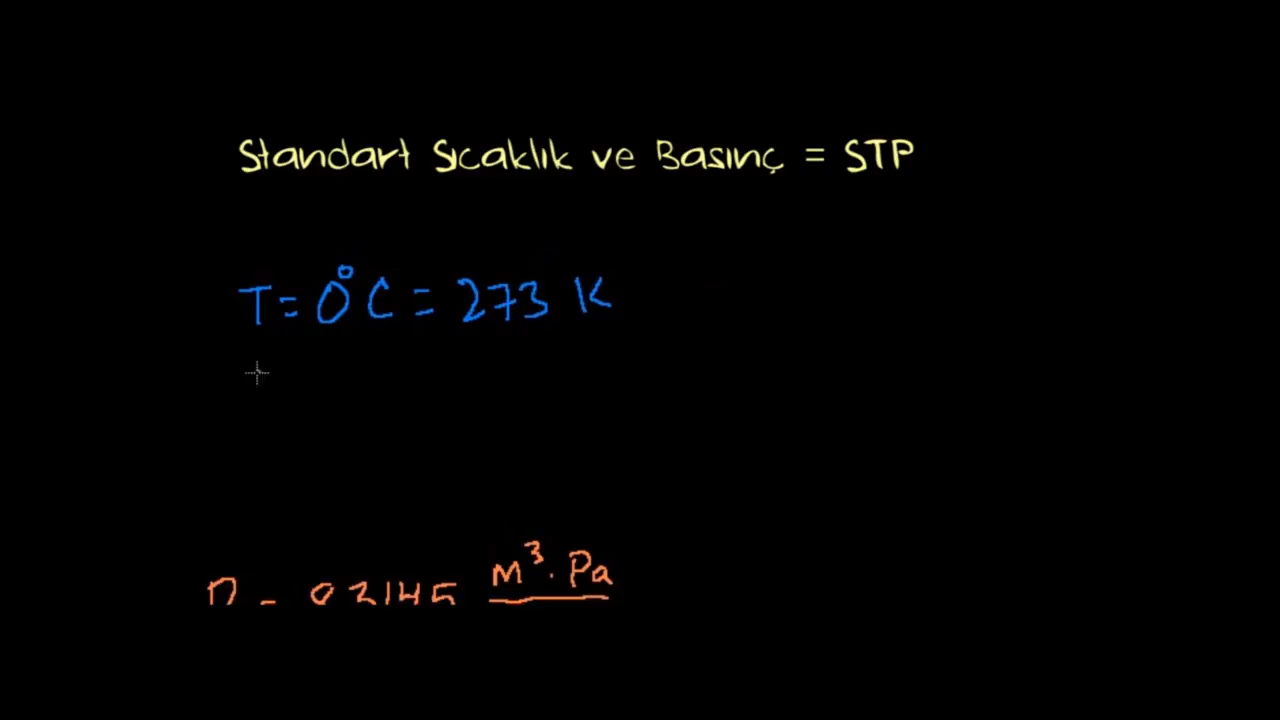 Standart Sıcaklık ve Basınç = STP
T = 0°C = 273 K
M³ . Pa